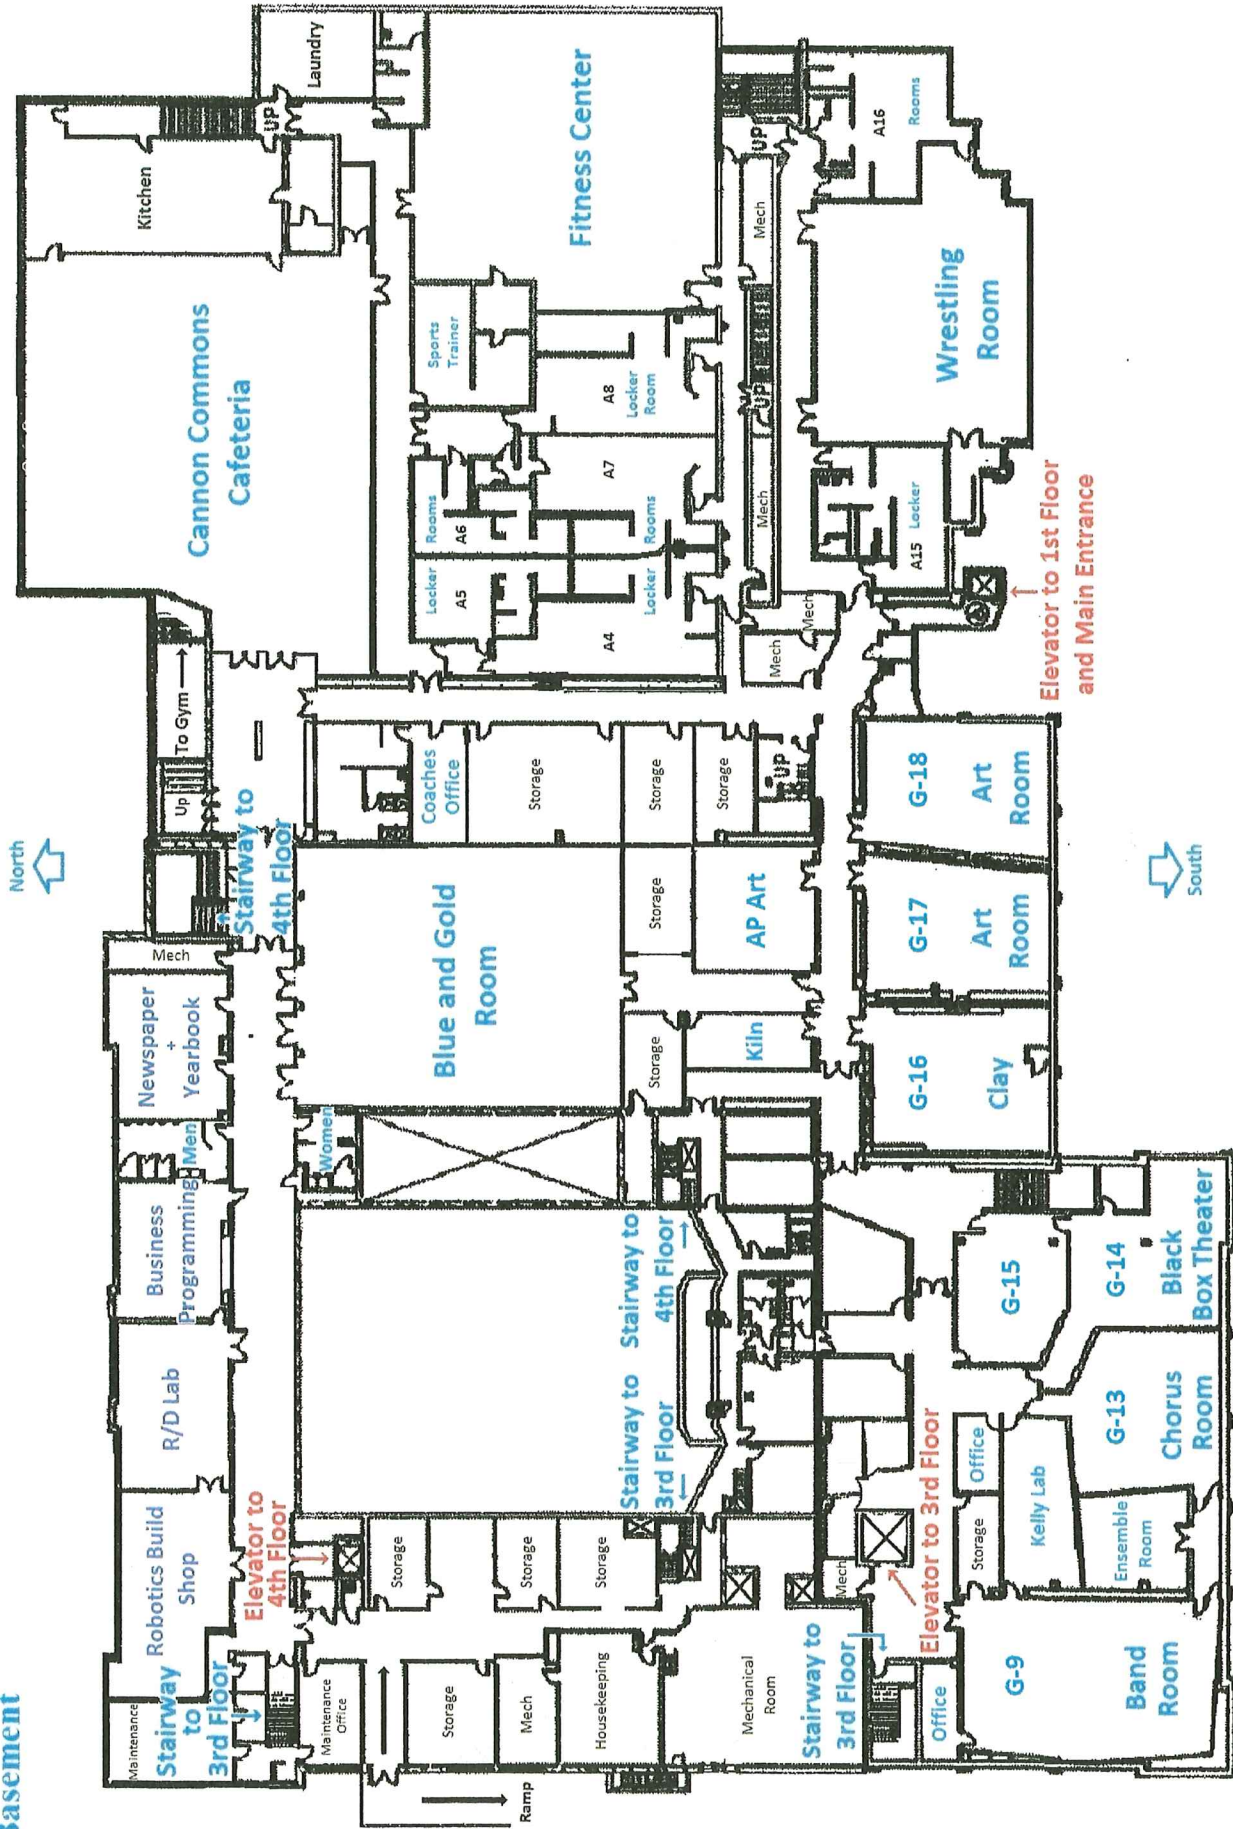 Basement
North
Laundry
UP
Kitchen
Cannon Commons
Cafeteria
Fitness Center
Sports
Trainer
A8
Locker
Room
A7
Rooms
Rooms
A6
Locker
A5
Locker
A4
UP
A16
Rooms
Mech
Wrestling
Room
UP
Mech
Mech
Mech
A15
Locker
Elevator to 1st Floor
and Main Entrance
To Gym
Up
Stairway to
4th Floor
Coaches
Office
Storage
Storage
Storage
UP
G-18
Art
Room
G-17
Art
Room
G-16
Clay
South
Mech
Newspaper
+
Yearbook
Men
Business
Programming
R/D Lab
Robotics Build
Shop
Maintenance
Stairway
to
3rd Floor
Blue and Gold
Room
Storage
AP Art
Storage
Kiln
Women
Stairway to
4th Floor
Stairway to
3rd Floor
Elevator to
4th Floor
Storage
Storage
Storage
Maintenance
Office
Storage
Mech
Housekeeping
Mechanical
Room
Ramp
Stairway to
3rd Floor
Mech
Elevator to 3rd Floor
Office
G-15
G-14
Black
Box Theater
G-13
Chorus
Room
Office
Kelly Lab
Storage
Ensemble
Room
G-9
Band
Room